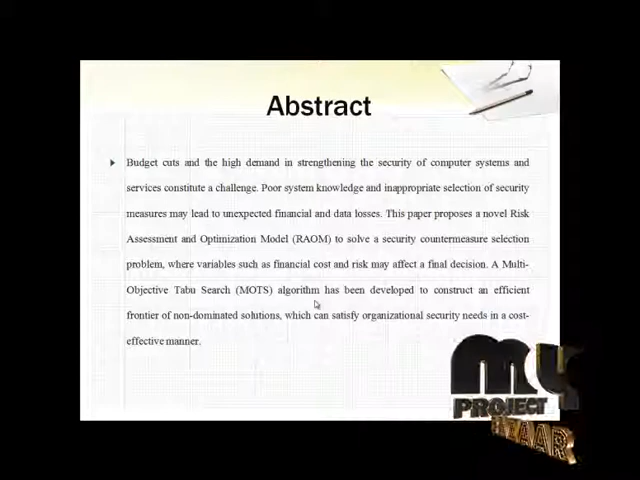 Abstract
Budget cuts and the high demand in strengthening the security of computer systems and
services constitute a challenge. Poor system knowledge and inappropriate selection of security
measures may lead to unexpected financial and data losses. This paper proposes a novel Risk
Assessment and Optimization Model (RAOM) to solve a security countermeasure selection
problem, where variables such as financial cost and risk may affect a final decision. A Multi-
Objective Tabu Search (MOTS) algorithm has been developed to construct an efficient
frontier of non-dominated solutions, which can satisfy organizational security needs in a cost-
effective manner.
my
PROJECT
BAZAAR